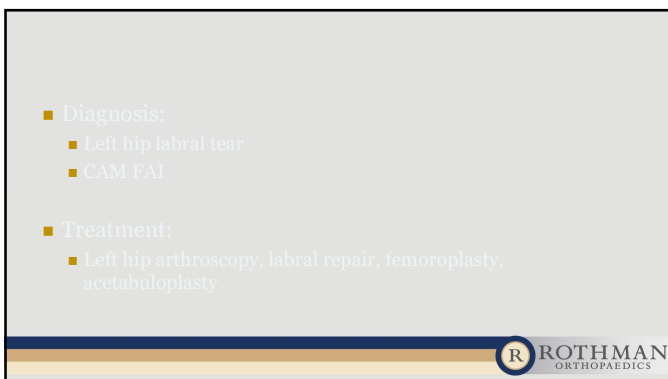 Diagnosis:
Left hip labral tear
CAM FAI
Treatment:
Left hip arthroscopy, labral repair, femoroplasty,
acetabuloplasty
R ROTHMAN
ORTHOPAEDICS